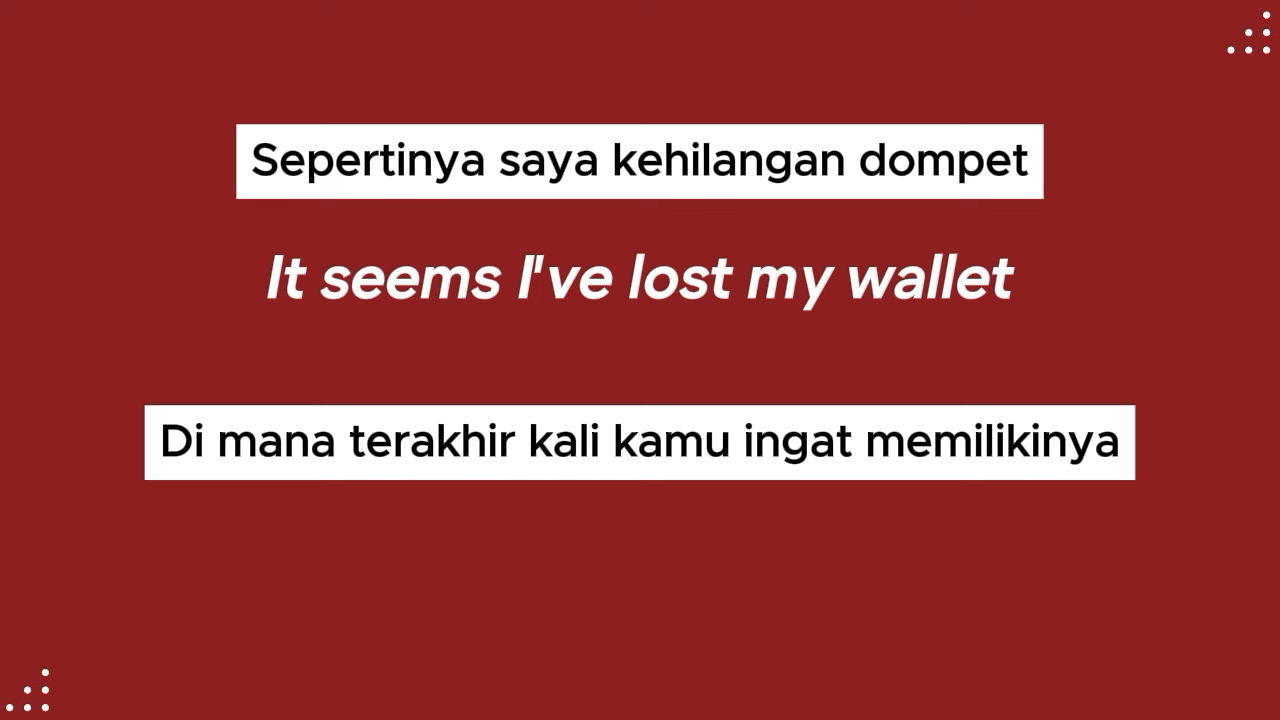 Sepertinya saya kehilangan dompet
It seems I've lost my wallet
Di mana terakhir kali kamu ingat memilikinya